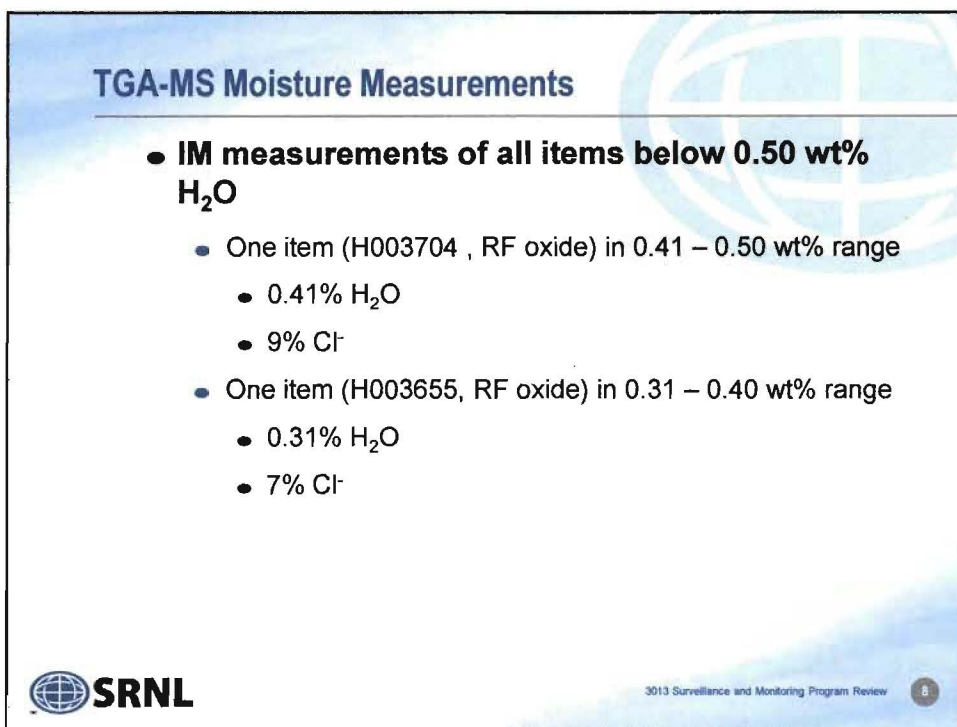 TGA-MS Moisture Measurements
• IM measurements of all items below 0.50 wt%
H₂O
• One item (H003704 , RF oxide) in 0.41 – 0.50 wt% range
• 0.41% H₂O
• 9% Cl⁻
• One item (H003655, RF oxide) in 0.31 – 0.40 wt% range
• 0.31% H₂O
• 7% Cl⁻
SRNL
3013 Surveillance and Monitoring Program Review
8